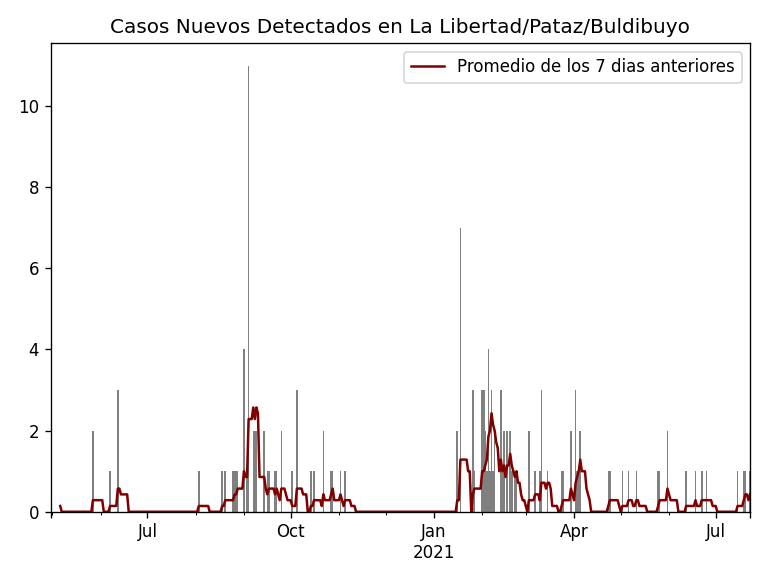 Casos Nuevos Detectados en La Libertad/Pataz/Buldibuyo
Promedio de los 7 dias anteriores
10
8
6
4
2
0
Jul Oct Jan Apr Jul
2021